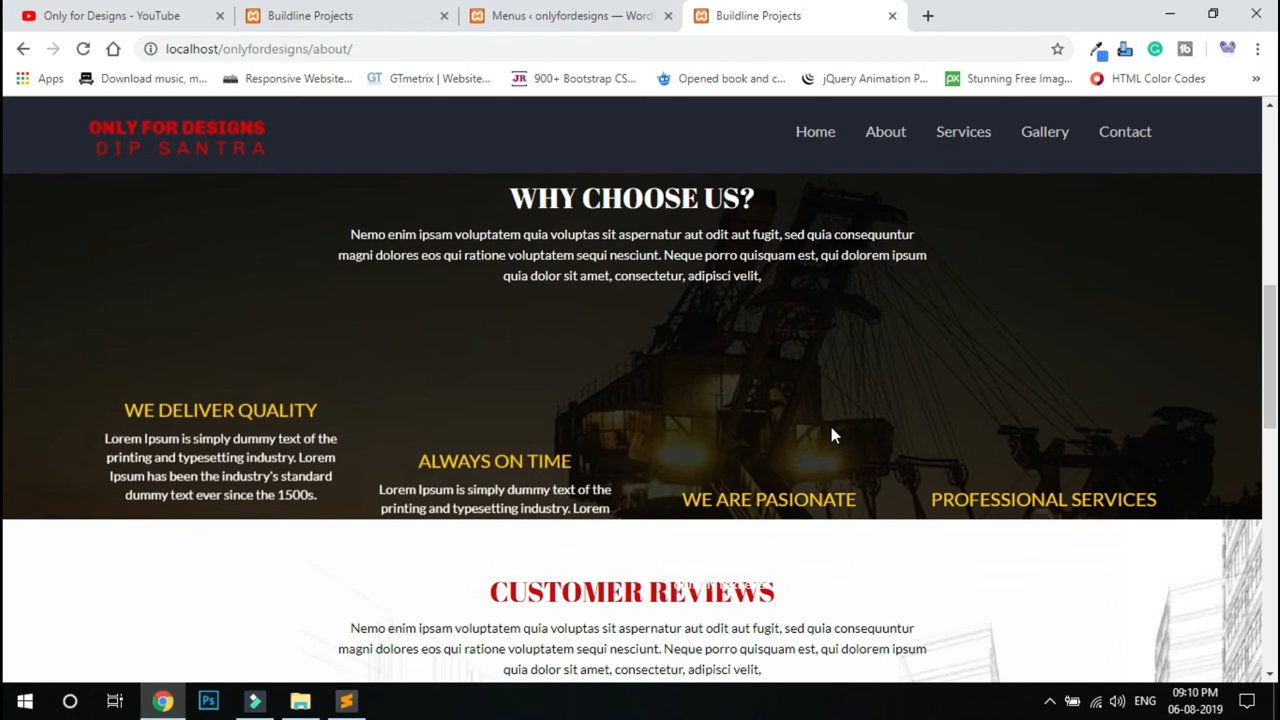 Only for Designs - YouTube
Buildline Projects
Menus ‹ onlyfordesigns — Word
Buildline Projects
localhost/onlyfordesigns/about/
Apps
Download music, m...
Responsive Website...
GTmetrix | Website...
900+ Bootstrap CS...
Opened book and c...
jQuery Animation P...
Stunning Free Imag...
HTML Color Codes
ONLY FOR DESIGNS
DIP SANTRA
Home
About
Services
Gallery
Contact
WHY CHOOSE US?
Nemo enim ipsam voluptatem quia voluptas sit aspernatur aut odit aut fugit, sed quia consequuntur
magni dolores eos qui ratione voluptatem sequi nesciunt. Neque porro quisquam est, qui dolorem ipsum
quia dolor sit amet, consectetur, adipisci velit,
WE DELIVER QUALITY
Lorem Ipsum is simply dummy text of the
printing and typesetting industry. Lorem
Ipsum has been the industry's standard
dummy text ever since the 1500s.
ALWAYS ON TIME
Lorem Ipsum is simply dummy text of the
printing and typesetting industry. Lorem
WE ARE PASIONATE
PROFESSIONAL SERVICES
CUSTOMER REVIEWS
Nemo enim ipsam voluptatem quia voluptas sit aspernatur aut odit aut fugit, sed quia consequuntur
magni dolores eos qui ratione voluptatem sequi nesciunt. Neque porro quisquam est, qui dolorem ipsum
quia dolor sit amet, consectetur, adipisci velit,
ENG
09:10 PM
06-08-2019